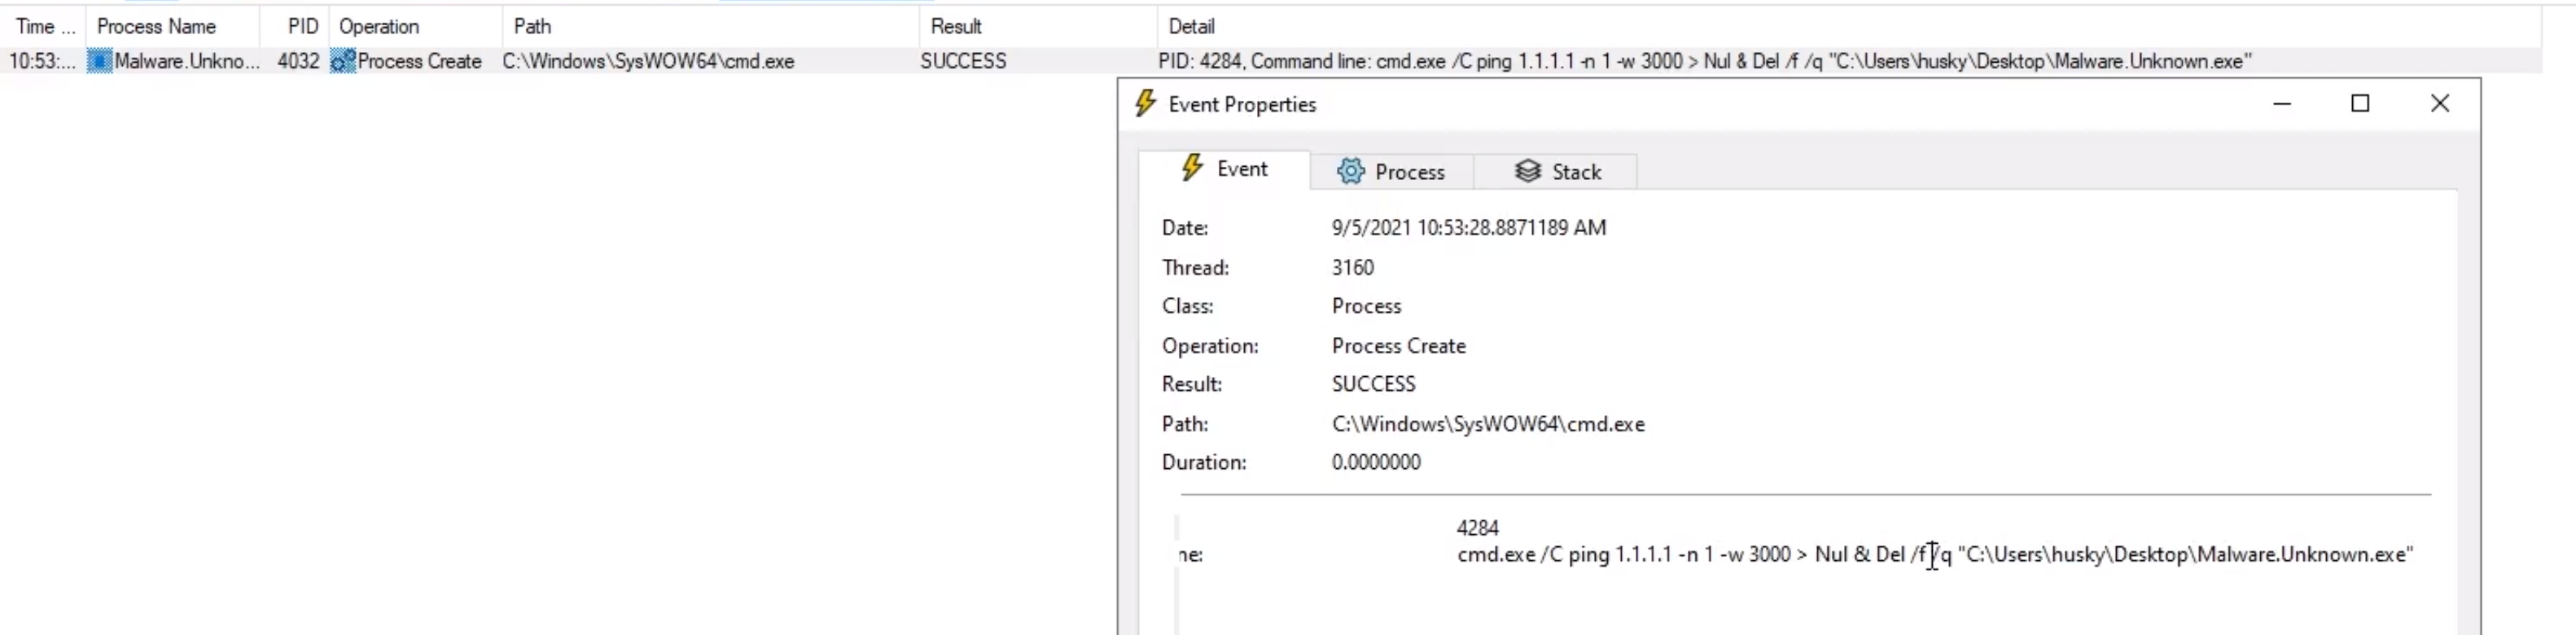 Time ... Process Name PID Operation Path Result Detail
10:53:... Malware.Unkno... 4032 Process Create C:\Windows\SysWOW64\cmd.exe SUCCESS PID: 4284, Command line: cmd.exe /C ping 1.1.1.1 -n 1 -w 3000 > Nul & Del /f /q "C:\Users\husky\Desktop\Malware.Unknown.exe"
Event Properties
Event Process Stack
Date: 9/5/2021 10:53:28.8871189 AM
Thread: 3160
Class: Process
Operation: Process Create
Result: SUCCESS
Path: C:\Windows\SysWOW64\cmd.exe
Duration: 0.0000000
4284
ne: cmd.exe /C ping 1.1.1.1 -n 1 -w 3000 > Nul & Del /f /q "C:\Users\husky\Desktop\Malware.Unknown.exe"